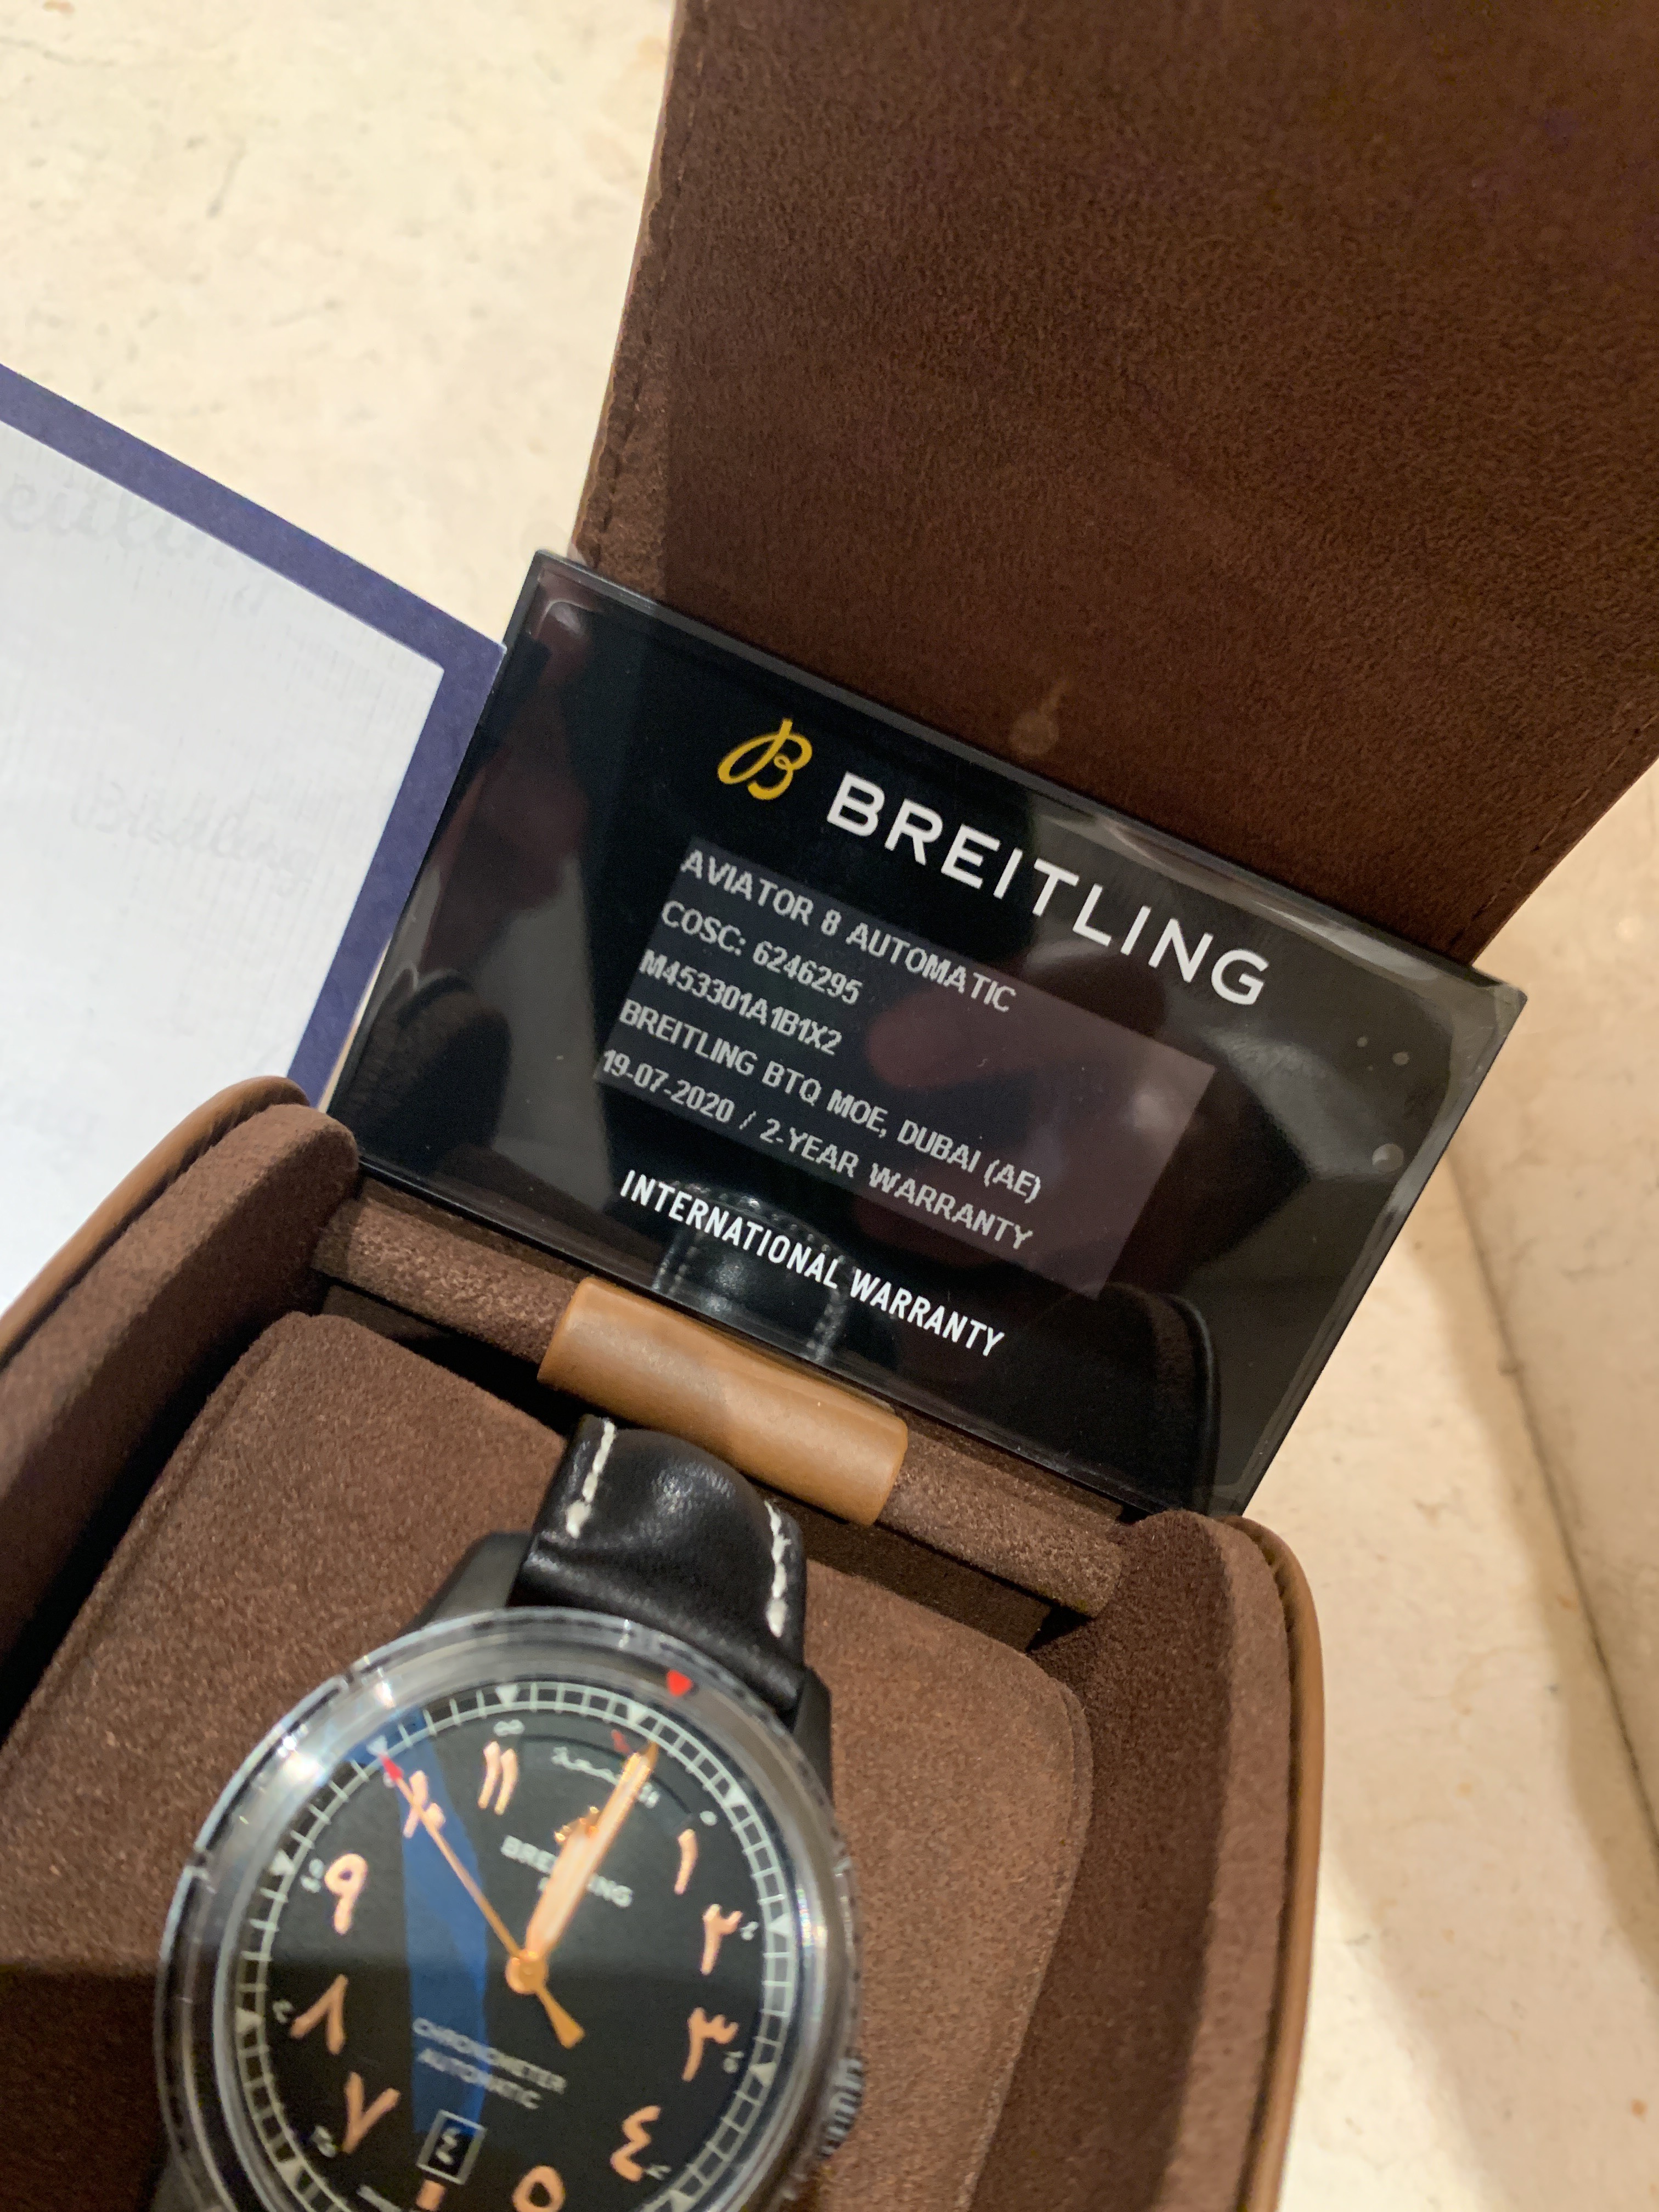 B BREITLING
AVIATOR 8 AUTOMATIC
COSC: 6246295
M453301A1B1X2
BREITLING BTQ MOE, DUBAI (AE)
19-07-2020 / 2-YEAR WARRANTY
INTERNATIONAL WARRANTY
١١
١
٢
٣
٤
٥
٧
٨
٩
١٠
CHRONOMETER
AUTOMATIC